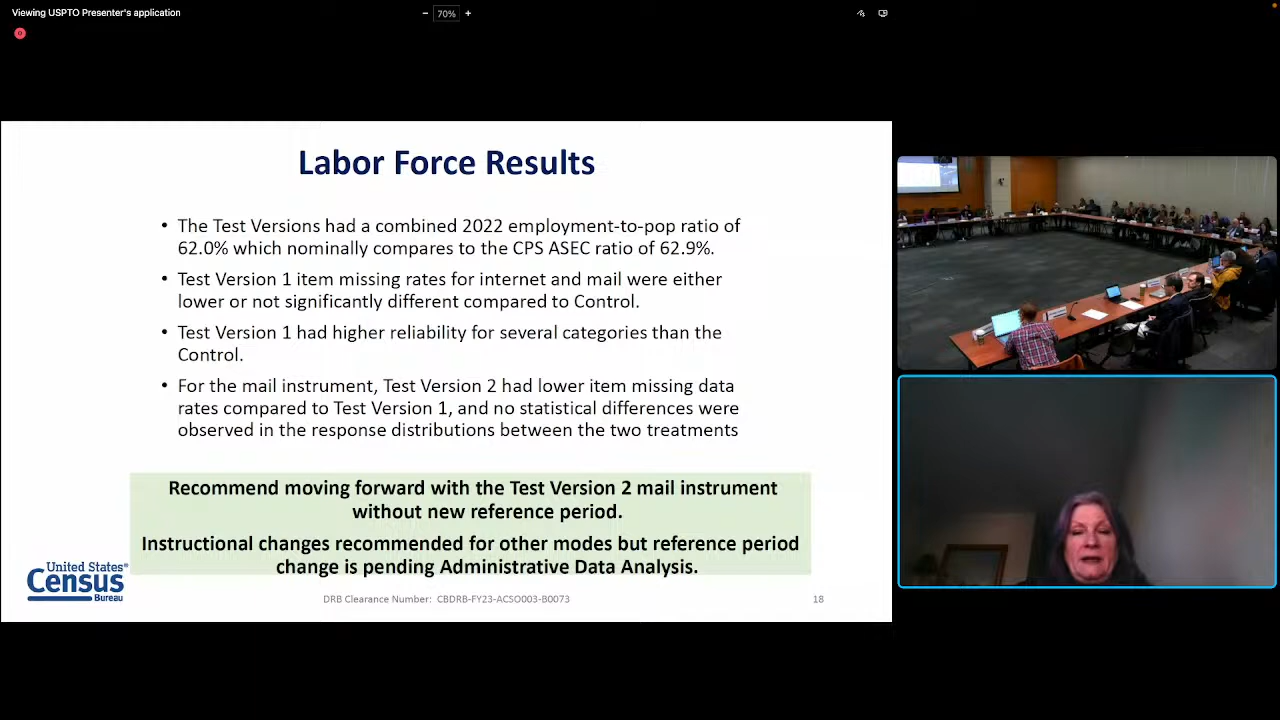 Viewing USPTO Presenter's application
− 70% +
Labor Force Results
• The Test Versions had a combined 2022 employment-to-pop ratio of
62.0% which nominally compares to the CPS ASEC ratio of 62.9%.
• Test Version 1 item missing rates for internet and mail were either
lower or not significantly different compared to Control.
• Test Version 1 had higher reliability for several categories than the
Control.
• For the mail instrument, Test Version 2 had lower item missing data
rates compared to Test Version 1, and no statistical differences were
observed in the response distributions between the two treatments
Recommend moving forward with the Test Version 2 mail instrument
without new reference period.
Instructional changes recommended for other modes but reference period
change is pending Administrative Data Analysis.
United States®
Census
Bureau
DRB Clearance Number: CBDRB-FY23-ACSO003-B0073
18